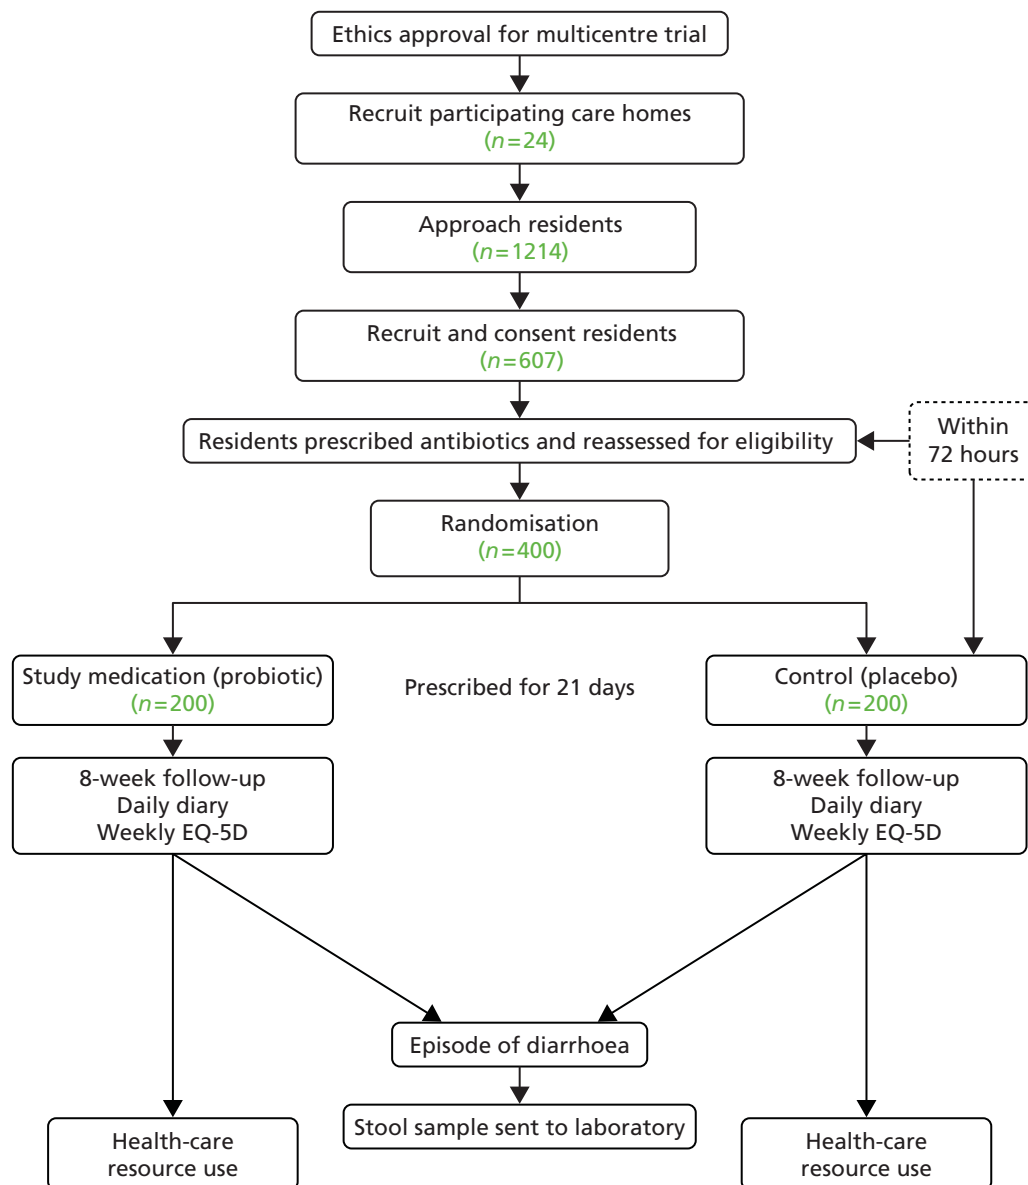 Ethics approval for multicentre trial
Recruit participating care homes
(n=24)
Approach residents
(n=1214)
Recruit and consent residents
(n=607)
Residents prescribed antibiotics and reassessed for eligibility
Within
72 hours
Randomisation
(n=400)
Study medication (probiotic)
(n=200)
Prescribed for 21 days
Control (placebo)
(n=200)
8-week follow-up
Daily diary
Weekly EQ-5D
8-week follow-up
Daily diary
Weekly EQ-5D
Episode of diarrhoea
Stool sample sent to laboratory
Health-care
resource use
Health-care
resource use